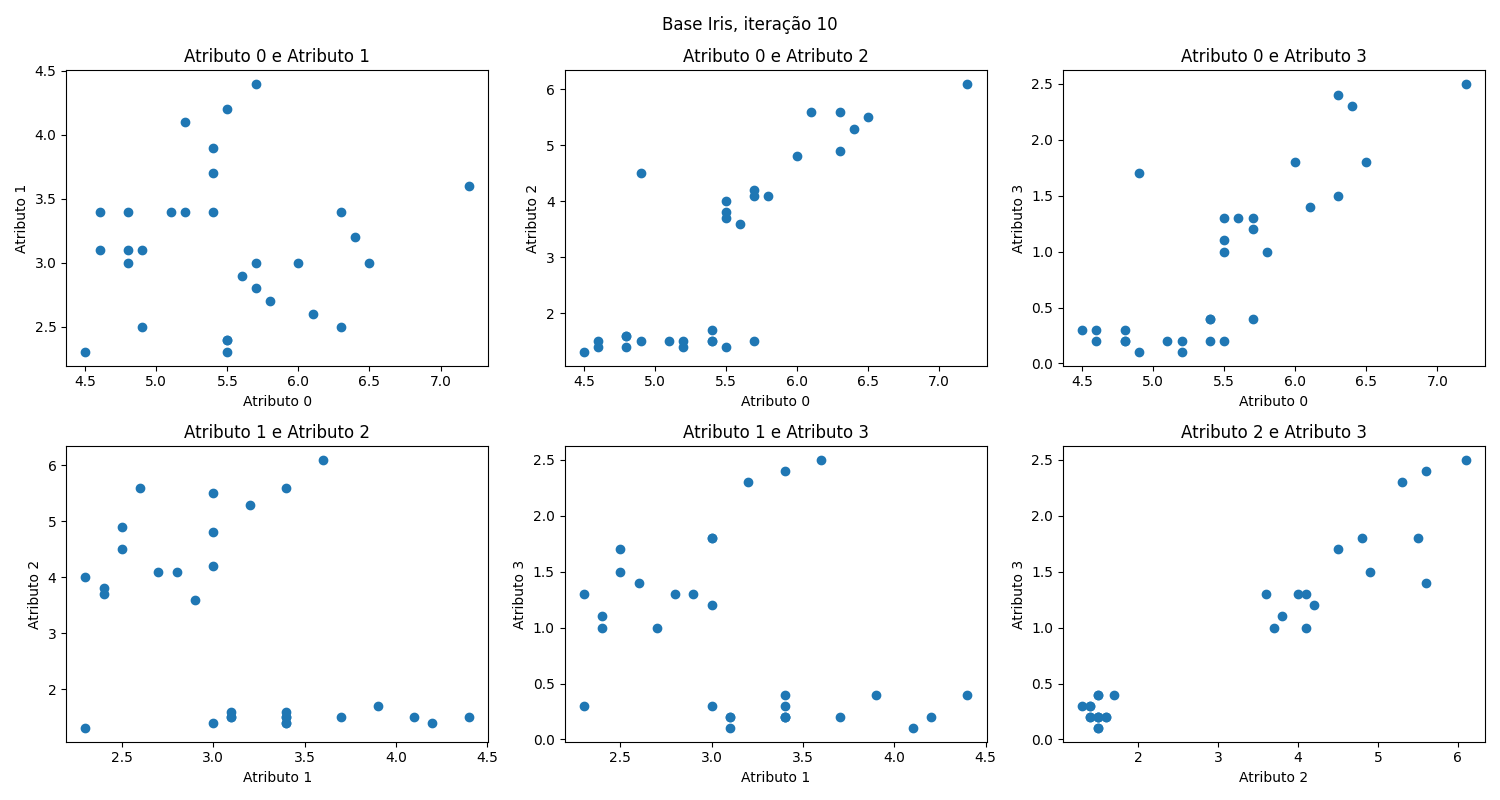 Base Iris, iteração 10
Atributo 0 e Atributo 1
Atributo 0 e Atributo 2
Atributo 0 e Atributo 3
4.5
4.0
3.5
3.0
2.5
Atributo 1
4.5 5.0 5.5 6.0 6.5 7.0
Atributo 0
6
5
4
3
2
Atributo 2
4.5 5.0 5.5 6.0 6.5 7.0
Atributo 0
2.5
2.0
1.5
1.0
0.5
0.0
Atributo 3
4.5 5.0 5.5 6.0 6.5 7.0
Atributo 0
Atributo 1 e Atributo 2
Atributo 1 e Atributo 3
Atributo 2 e Atributo 3
6
5
4
3
2
Atributo 2
2.5 3.0 3.5 4.0 4.5
Atributo 1
2.5
2.0
1.5
1.0
0.5
0.0
Atributo 3
2.5 3.0 3.5 4.0 4.5
Atributo 1
2.5
2.0
1.5
1.0
0.5
0.0
Atributo 3
2 3 4 5 6
Atributo 2